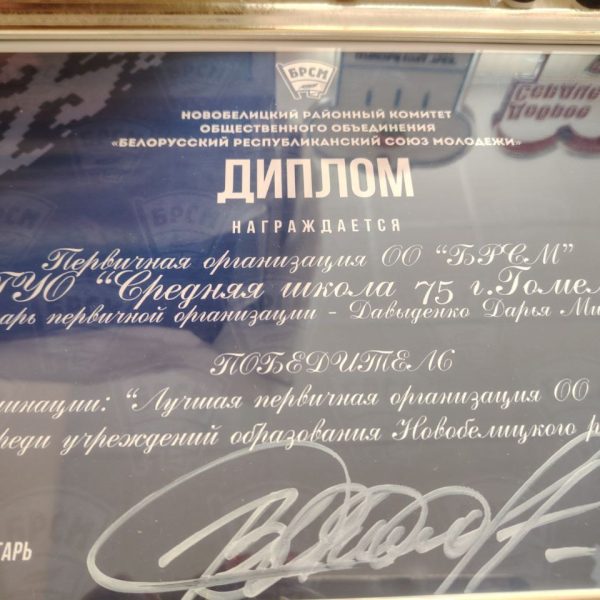 БРСМ
НОВОБЕЛИЦКИЙ РАЙОННЫЙ КОМИТЕТ
ОБЩЕСТВЕННОГО ОБЪЕДИНЕНИЯ
«БЕЛОРУССКИЙ РЕСПУБЛИКАНСКИЙ СОЮЗ МОЛОДЕЖИ»
ДИПЛОМ
НАГРАЖДАЕТСЯ
Первичная организация ОО "БРСМ"
ГУО "Средняя школа 75 г.Гомел
арь первичной организации - Давыденко Дарья Ми
ПОБЕДИТЕЛЬ
минации: "Лучшая первичная организация ОО
реди учреждений образования Новобелицкого р
ТАРЬ